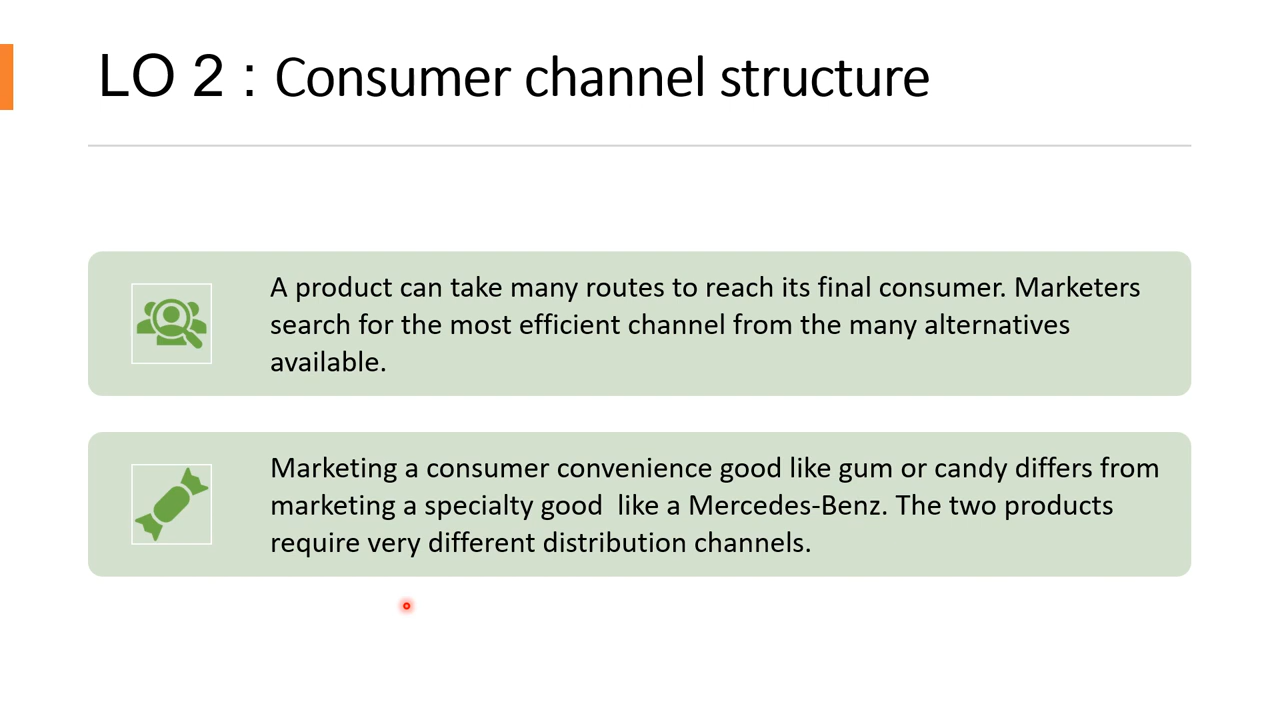 LO 2 : Consumer channel structure
A product can take many routes to reach its final consumer. Marketers
search for the most efficient channel from the many alternatives
available.
Marketing a consumer convenience good like gum or candy differs from
marketing a specialty good  like a Mercedes-Benz. The two products
require very different distribution channels.